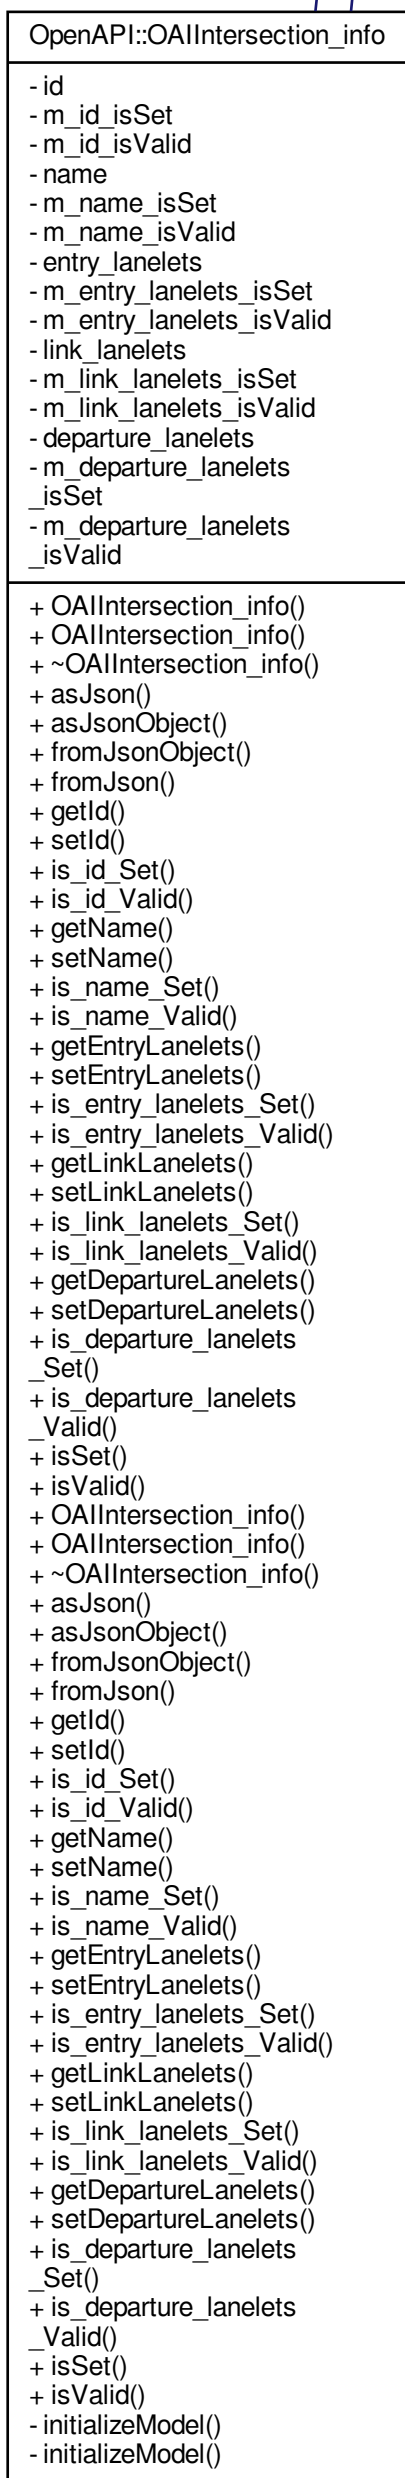 OpenAPI::OAIIntersection_info
- id
- m_id_isSet
- m_id_isValid
- name
- m_name_isSet
- m_name_isValid
- entry_lanelets
- m_entry_lanelets_isSet
- m_entry_lanelets_isValid
- link_lanelets
- m_link_lanelets_isSet
- m_link_lanelets_isValid
- departure_lanelets
- m_departure_lanelets
_isSet
- m_departure_lanelets
_isValid
+ OAIIntersection_info()
+ OAIIntersection_info()
+ ~OAIIntersection_info()
+ asJson()
+ asJsonObject()
+ fromJsonObject()
+ fromJson()
+ getId()
+ setId()
+ is_id_Set()
+ is_id_Valid()
+ getName()
+ setName()
+ is_name_Set()
+ is_name_Valid()
+ getEntryLanelets()
+ setEntryLanelets()
+ is_entry_lanelets_Set()
+ is_entry_lanelets_Valid()
+ getLinkLanelets()
+ setLinkLanelets()
+ is_link_lanelets_Set()
+ is_link_lanelets_Valid()
+ getDepartureLanelets()
+ setDepartureLanelets()
+ is_departure_lanelets
_Set()
+ is_departure_lanelets
_Valid()
+ isSet()
+ isValid()
+ OAIIntersection_info()
+ OAIIntersection_info()
+ ~OAIIntersection_info()
+ asJson()
+ asJsonObject()
+ fromJsonObject()
+ fromJson()
+ getId()
+ setId()
+ is_id_Set()
+ is_id_Valid()
+ getName()
+ setName()
+ is_name_Set()
+ is_name_Valid()
+ getEntryLanelets()
+ setEntryLanelets()
+ is_entry_lanelets_Set()
+ is_entry_lanelets_Valid()
+ getLinkLanelets()
+ setLinkLanelets()
+ is_link_lanelets_Set()
+ is_link_lanelets_Valid()
+ getDepartureLanelets()
+ setDepartureLanelets()
+ is_departure_lanelets
_Set()
+ is_departure_lanelets
_Valid()
+ isSet()
+ isValid()
- initializeModel()
- initializeModel()